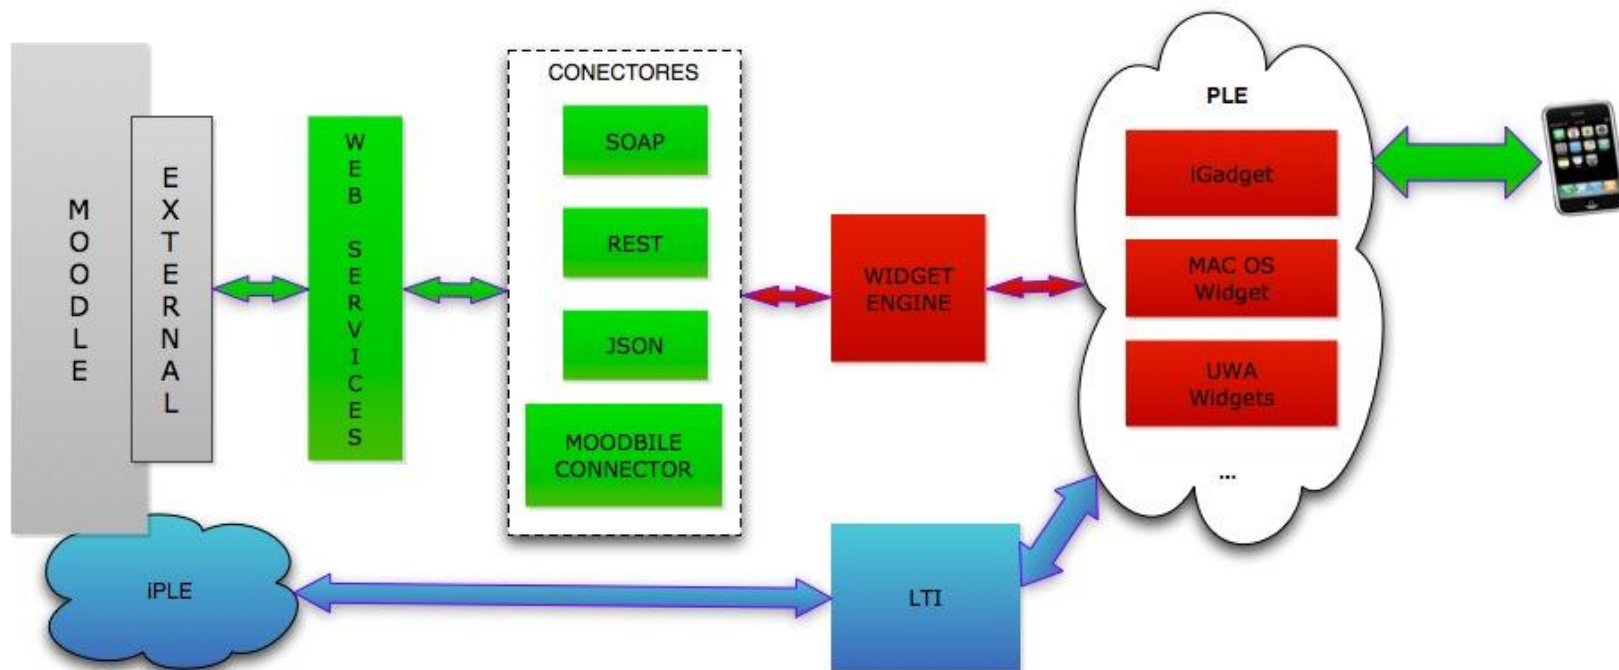 MOODLE
EXTERNAL
WEB SERVICES
CONECTORES
SOAP
REST
JSON
MOODBILE
CONNECTOR
WIDGET
ENGINE
PLE
iGadget
MAC OS
Widget
UWA
Widgets
...
iPLE
LTI